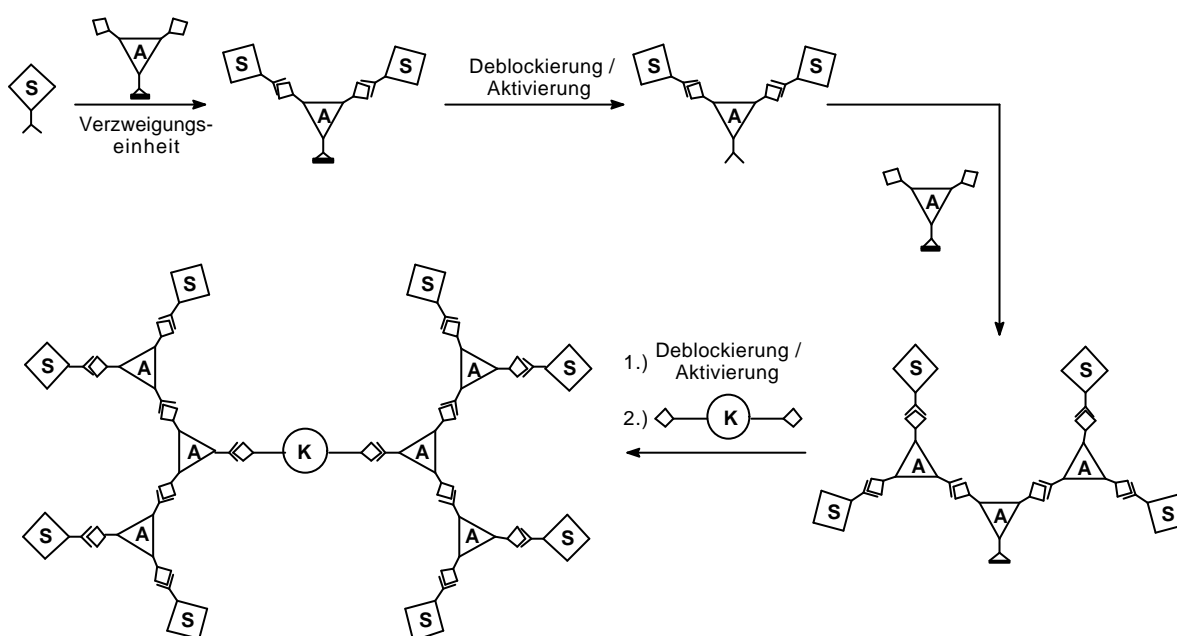 A
S
S
S
A
Verzweigungs-
einheit
Deblockierung /
Aktivierung
S
S
A
A
S
S
S
S
A
A
A
K
A
A
A
S
S
S
S
1.) Deblockierung /
Aktivierung
2.) K
S
S
A
A
S
S
A